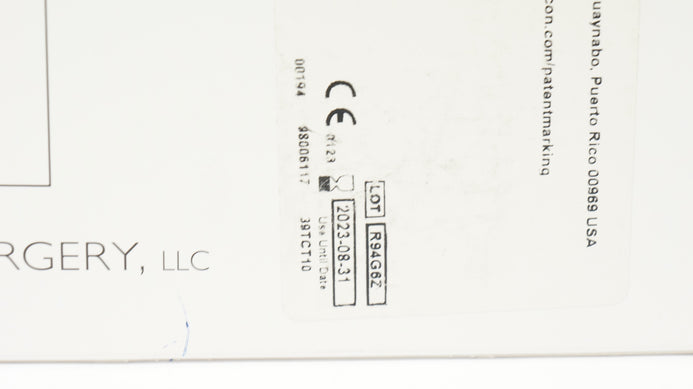 uaynabo, Puerto Rico 00969 USA
con.com/patentmarking
LOT R94G6Z
2023-08-31
Use Until Date
CE 0123
00194 98006117 39TCT10
RGERY, LLC